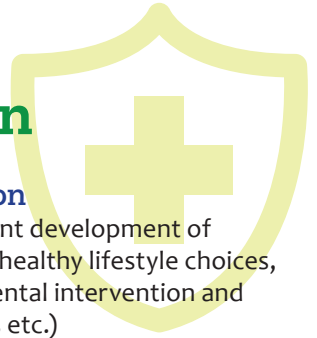 n
on
nt development of
healthy lifestyle choices,
ental intervention and
etc.)